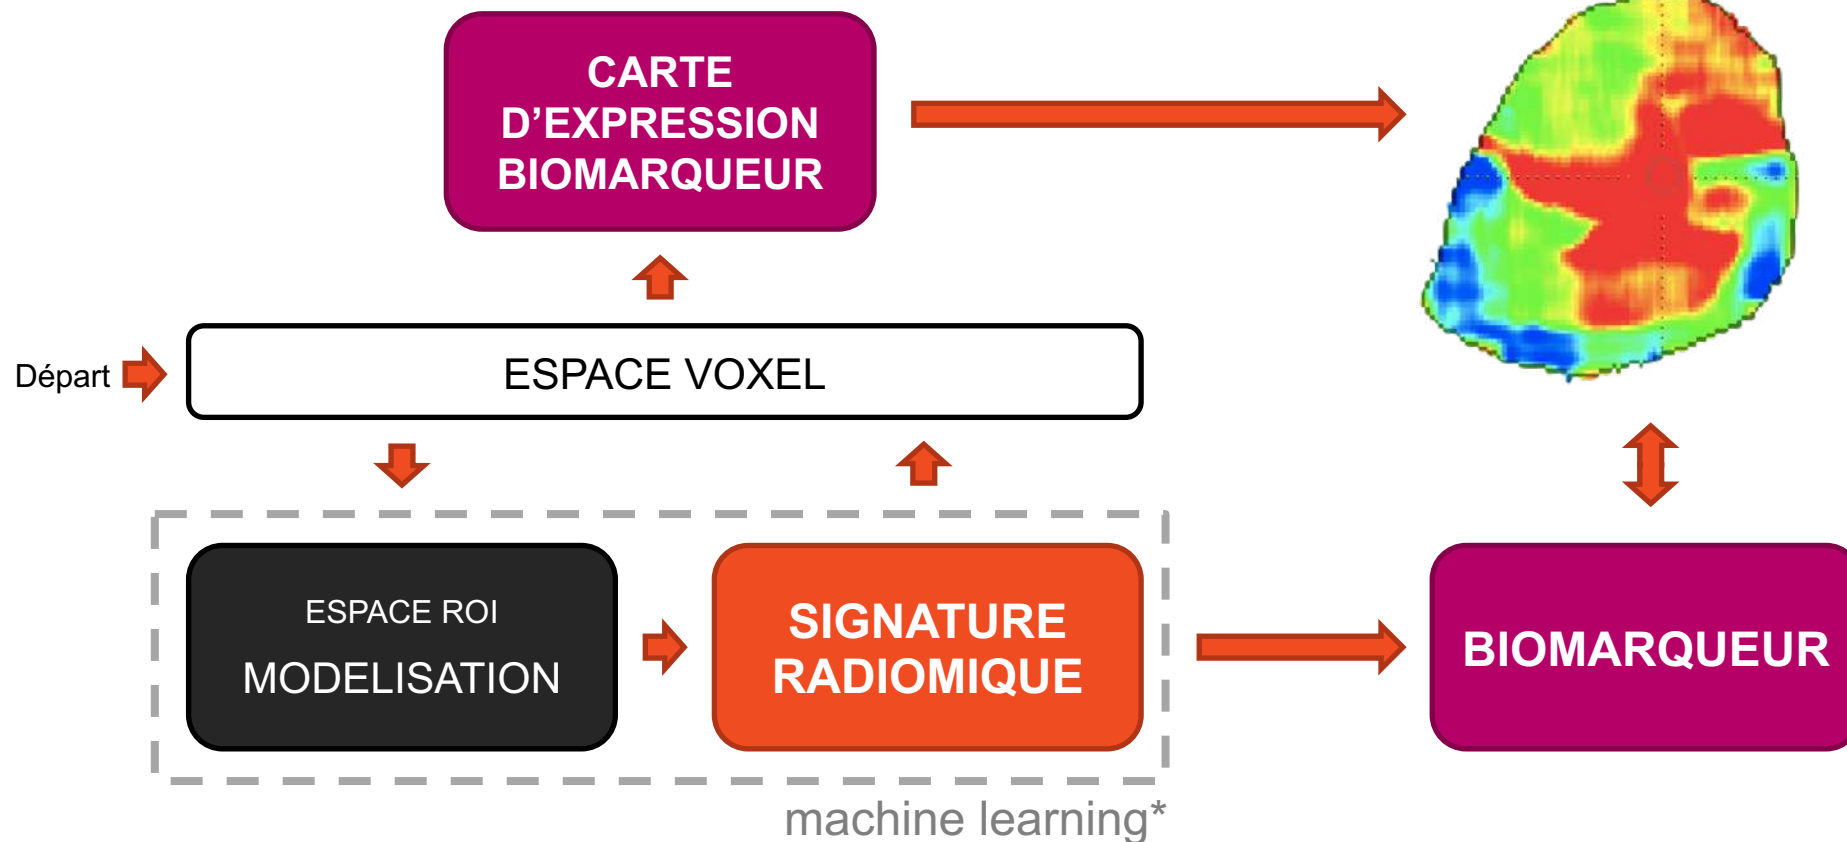 CARTE
D’EXPRESSION
BIOMARQUEUR
Départ
ESPACE VOXEL
ESPACE ROI
MODELISATION
SIGNATURE
RADIOMIQUE
BIOMARQUEUR
machine learning*